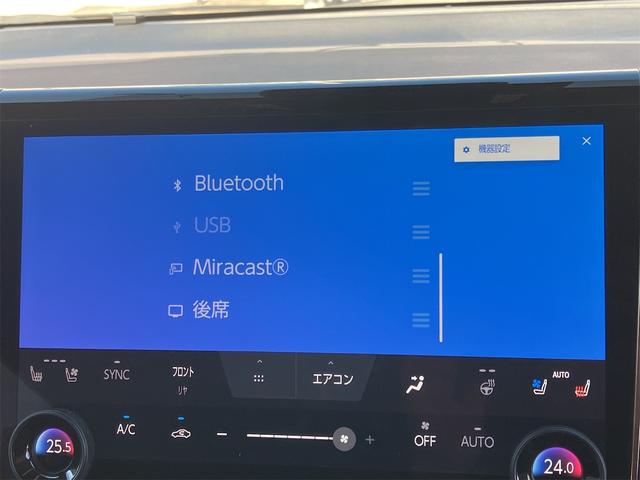 機器設定
Bluetooth
USB
Miracast®
後席
SYNC
フロント
リヤ
エアコン
AUTO
A/C
OFF
AUTO
25.5
24.0